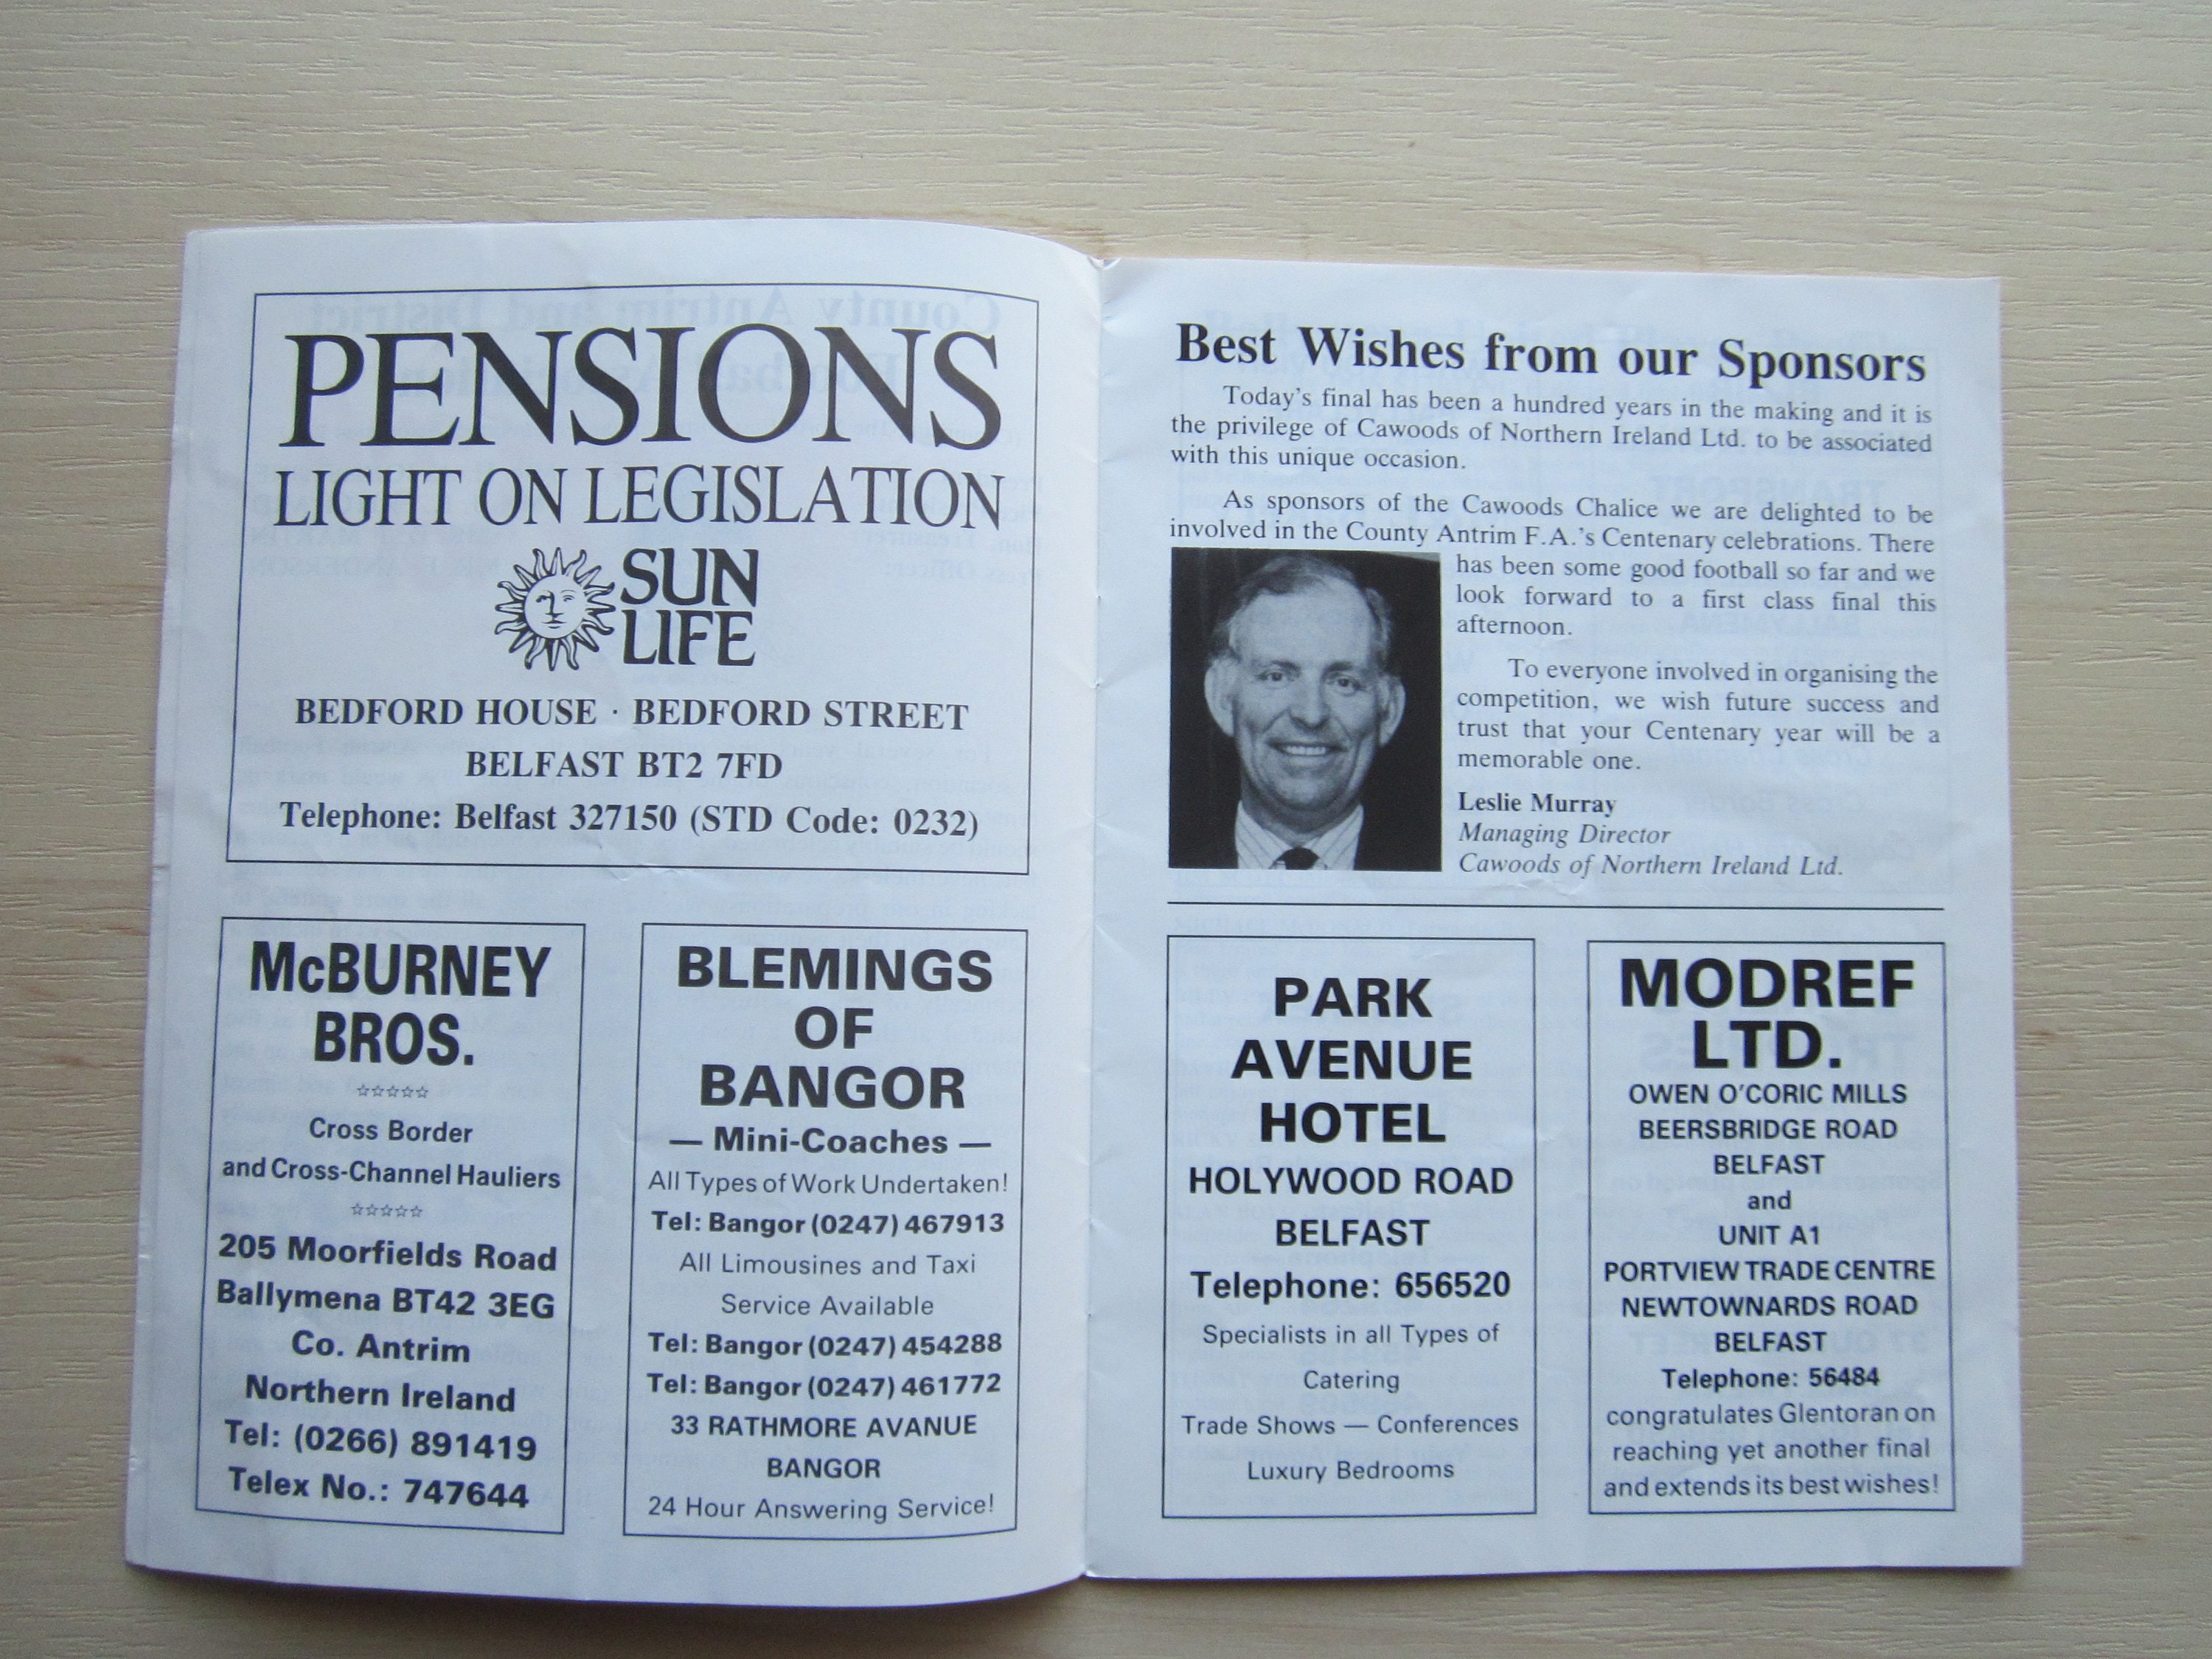 PENSIONS
LIGHT ON LEGISLATION
SUN
LIFE
BEDFORD HOUSE · BEDFORD STREET
BELFAST BT2 7FD
Telephone: Belfast 327150 (STD Code: 0232)
McBURNEY
BROS.
☆☆☆☆☆
Cross Border
and Cross-Channel Hauliers
☆☆☆☆☆
205 Moorfields Road
Ballymena BT42 3EG
Co. Antrim
Northern Ireland
Tel: (0266) 891419
Telex No.: 747644
BLEMINGS
OF
BANGOR
— Mini-Coaches —
All Types of Work Undertaken!
Tel: Bangor (0247) 467913
All Limousines and Taxi
Service Available
Tel: Bangor (0247) 454288
Tel: Bangor (0247) 461772
33 RATHMORE AVANUE
BANGOR
24 Hour Answering Service!
Best Wishes from our Sponsors
Today's final has been a hundred years in the making and it is
the privilege of Cawoods of Northern Ireland Ltd. to be associated
with this unique occasion.
As sponsors of the Cawoods Chalice we are delighted to be
involved in the County Antrim F.A.'s Centenary celebrations. There
has been some good football so far and we
look forward to a first class final this
afternoon.
To everyone involved in organising the
competition, we wish future success and
trust that your Centenary year will be a
memorable one.
Leslie Murray
Managing Director
Cawoods of Northern Ireland Ltd.
PARK
AVENUE
HOTEL
HOLYWOOD ROAD
BELFAST
Telephone: 656520
Specialists in all Types of
Catering
Trade Shows — Conferences
Luxury Bedrooms
MODREF
LTD.
OWEN O'CORIC MILLS
BEERSBRIDGE ROAD
BELFAST
and
UNIT A1
PORTVIEW TRADE CENTRE
NEWTOWNARDS ROAD
BELFAST
Telephone: 56484
congratulates Glentoran on
reaching yet another final
and extends its best wishes!